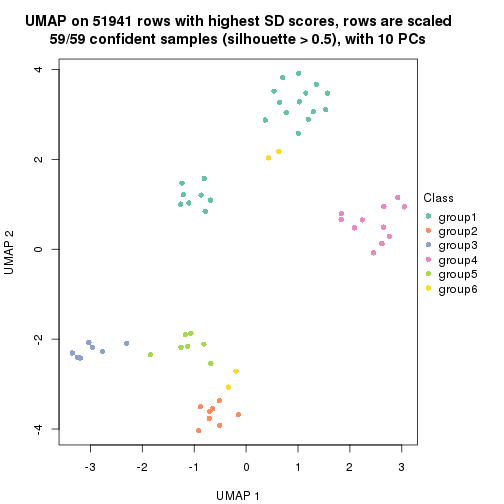 UMAP on 51941 rows with highest SD scores, rows are scaled
59/59 confident samples (silhouette > 0.5), with 10 PCs
4
2
0
-2
-4
UMAP 2
-3
-2
-1
0
1
2
3
UMAP 1
Class
group1
group2
group3
group4
group5
group6